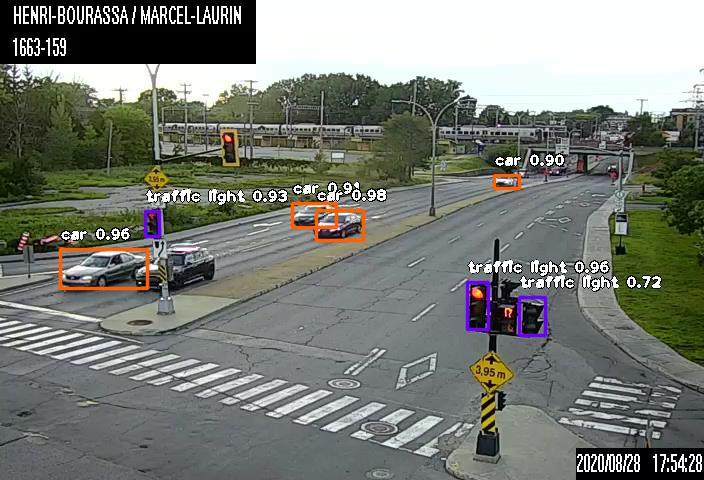 HENRI-BOURASSA / MARCEL-LAURIN
1663-159
car 0.90
traffic light 0.93
car 0.91
car 0.98
3,95 m
car 0.96
traffic light 0.96
traffic light 0.72
3,95 m
2020/08/28 17:54:28